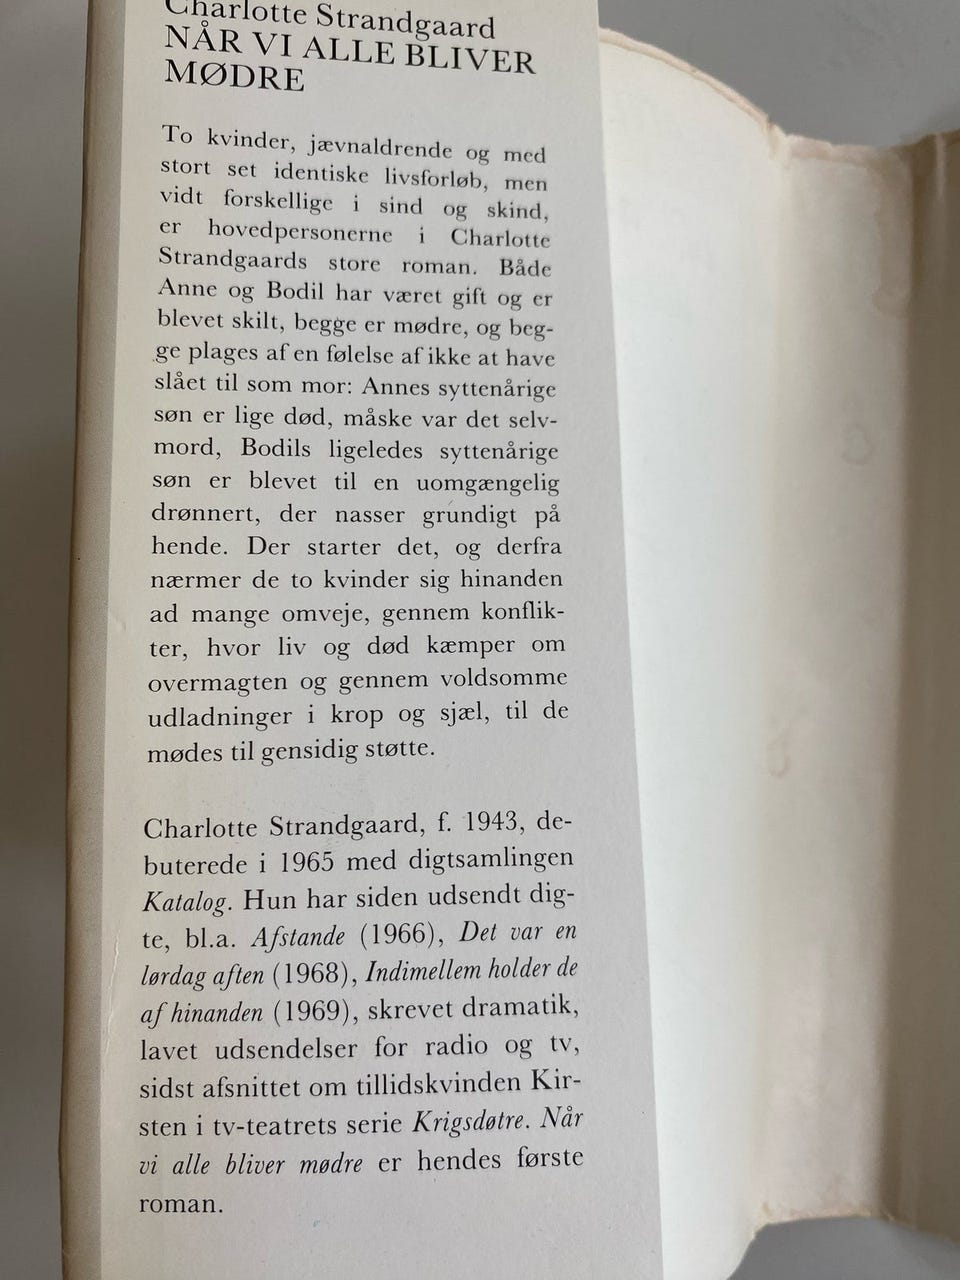 Charlotte Strandgaard
NÅR VI ALLE BLIVER
MØDRE
To kvinder, jævnaldrende og med
stort set identiske livsforløb, men
vidt forskellige i sind og skind,
er hovedpersonerne i Charlotte
Strandgaards store roman. Både
Anne og Bodil har været gift og er
blevet skilt, begge er mødre, og beg-
ge plages af en følelse af ikke at have
slået til som mor: Annes syttenårige
søn er lige død, måske var det selv-
mord, Bodils ligeledes syttenårige
søn er blevet til en uomgængelig
drønnert, der nasser grundigt på
hende. Der starter det, og derfra
nærmer de to kvinder sig hinanden
ad mange omveje, gennem konflik-
ter, hvor liv og død kæmper om
overmagten og gennem voldsomme
udladninger i krop og sjæl, til de
mødes til gensidig støtte.
Charlotte Strandgaard, f. 1943, de-
buterede i 1965 med digtsamlingen
Katalog. Hun har siden udsendt dig-
te, bl.a. Afstande (1966), Det var en
lørdag aften (1968), Indimellem holder de
af hinanden (1969), skrevet dramatik,
lavet udsendelser for radio og tv,
sidst afsnittet om tillidskvinden Kir-
sten i tv-teatrets serie Krigsdøtre. Når
vi alle bliver mødre er hendes første
roman.